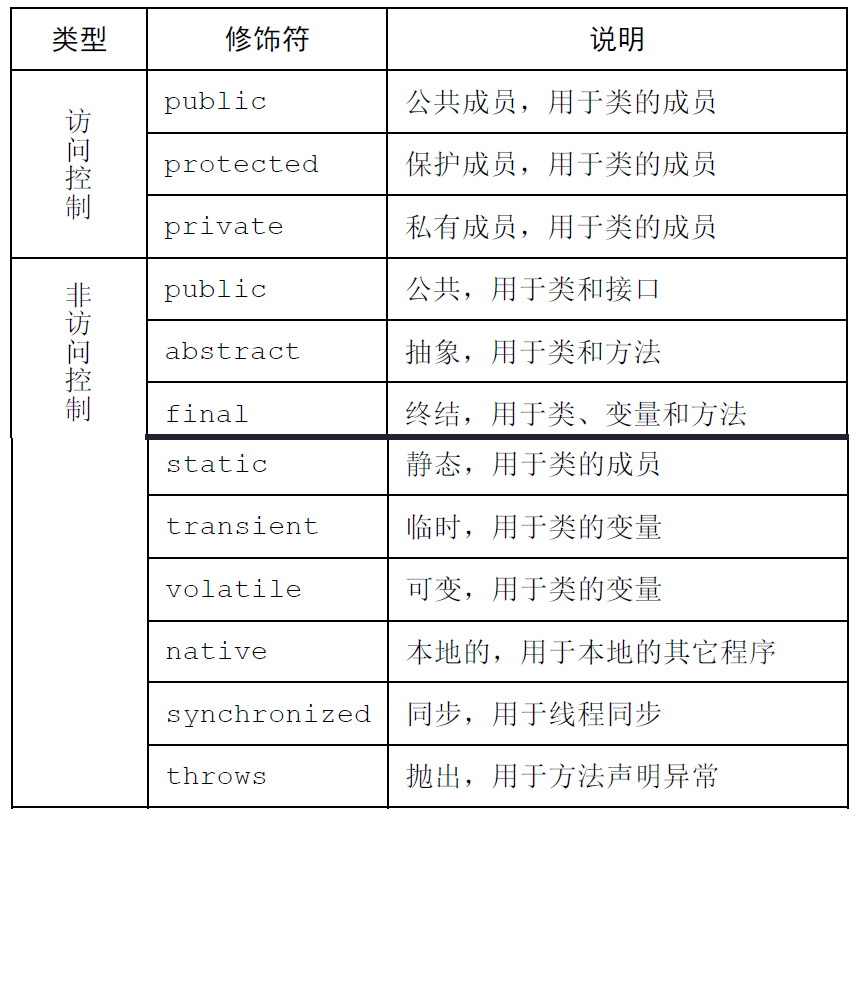 类型 修饰符 说明
访问控制
public 公共成员，用于类的成员
protected 保护成员，用于类的成员
private 私有成员，用于类的成员
非访问控制
public 公共，用于类和接口
abstract 抽象，用于类和方法
final 终结，用于类、变量和方法
static 静态，用于类的成员
transient 临时，用于类的变量
volatile 可变，用于类的变量
native 本地的，用于本地的其它程序
synchronized 同步，用于线程同步
throws 抛出，用于方法声明异常